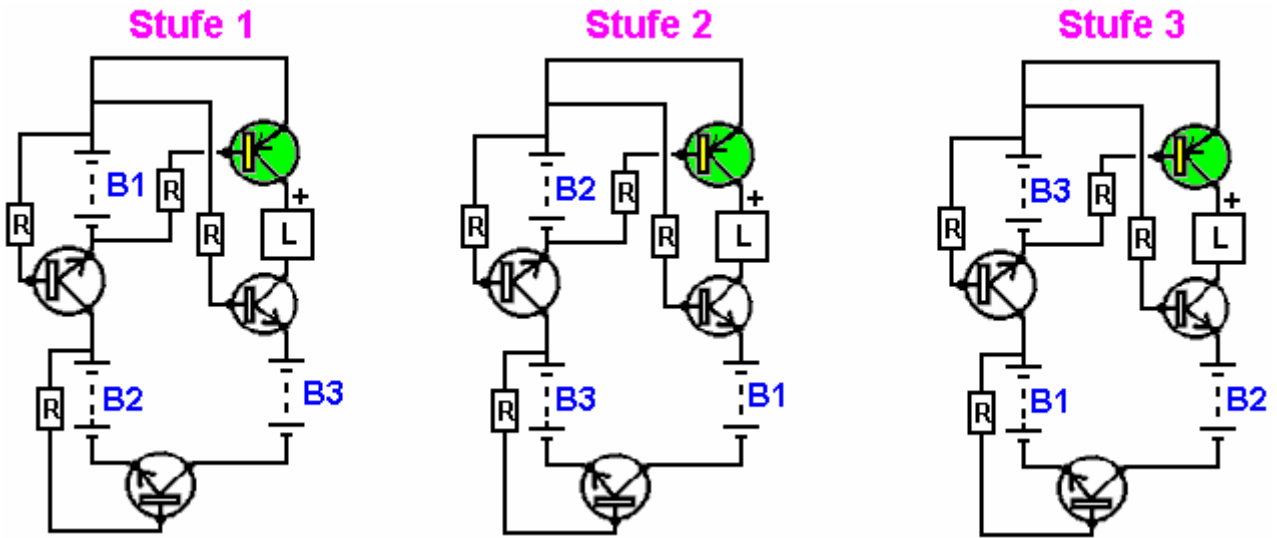 Stufe 1 Stufe 2 Stufe 3
B1 R + B2 R + B3 R +
R R L R R L R R L
R B2 B3 R B3 B1 R B1 B2